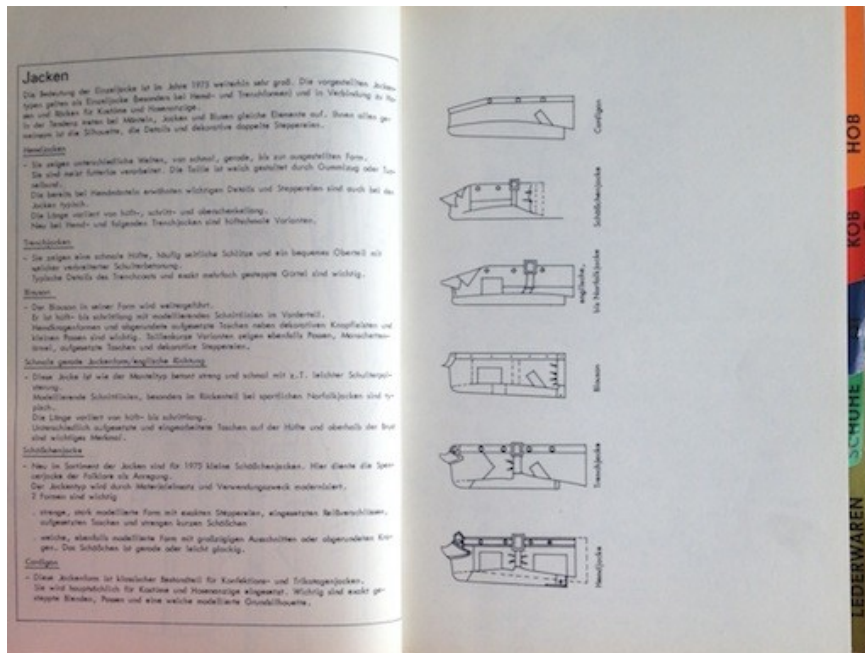 Jacken
Die Bedeutung der Einzeljacke ist im Jahre 1975 weiterhin sehr groß. Die vorgestellten Jacken-
typen gelten als Einzeljacke (besonders bei Hemd- und Trenchformen) und in Verbindung zu Ho-
sen und Röcken für Kostüme und Hosenanzüge.
In der Tendenz treten bei Mänteln, Jacken und Blusen gleiche Elemente auf. Ihnen allen ge-
meinsam ist die Silhouette, die Details und dekorative doppelte Steppereien.
Hemdjacken
- Sie zeigen unterschiedliche Weiten, von schmal, gerade, bis zur ausgestellten Form.
Sie sind meist futterlos verarbeitet. Die Taille ist weich gestaltet durch Gummizug oder
Die bereits bei Hemdmänteln erwähnten wichtigen Details und Steppereien sind auch bei den
Jacken typisch.
Die Länge variiert von hüft-, schritt- und oberschenkellang.
Neu bei Hemd- und folgenden Trenchjacken sind hüftschmale Varianten.
Trenchjacken
- Sie zeigen eine schmale Hüfte, häufig seitliche Schlitze und ein bequemes Oberteil mit
weicher verbreiterter Schulterbetonung.
Typische Details des Trenchcoats und exakt mehrfach gesteppte Gürtel sind wichtig.
Blouson
- Der Blouson in seiner Form wird weitergeführt.
Er ist hüft- bis schrittlang mit modellierenden Schnittlinien im Vorderteil.
Hemdkragenformen und abgerundete aufgesetzte Taschen neben dekorativen Knopfleisten und
kleinen Passen sind wichtig. Taillenkurze Varianten zeigen ebenfalls Passen, Manschetten-
ärmel, aufgesetzte Taschen und dekorative Steppereien.
Schmale gerade Jackenform/englische Richtung
- Diese Jacke ist wie der Manteltyp betont streng und schmal mit z.T. leichter Schulterpol-
sterung.
Modellierende Schnittlinien, besonders im Rückenteil bei sportlichen Norfolkjacken sind ty-
pisch.
Die Länge variiert von hüft- bis schrittlang.
Unterschiedlich aufgesetzte und eingearbeitete Taschen auf der Hüfte und oberhalb der Brust
sind wichtiges Merkmal.
Schößchenjacke
- Neu im Sortiment der Jacken sind für 1975 kleine Schößchenjacken. Hier diente die Spen-
zerjacke der Folklore als Anregung.
Der Jackentyp wird durch Materialeinsatz und Verwendungszweck modernisiert.
2 Formen sind wichtig
. strenge, stark modellierte Form mit exakten Steppereien, eingesetzten Reißverschlüssen,
aufgesetzten Taschen und strengen kurzen Schößchen
. weiche, ebenfalls modellierte Form mit großzügigen Ausschnitten oder abgerundeten Kra-
gen. Das Schößchen ist gerade oder leicht glockig.
Cardigan
- Diese Jackenform ist klassischer Bestandteil für Konfektions- und Trikotagenjacken.
Sie wird hauptsächlich für Kostüme und Hosenanzüge eingesetzt. Wichtig sind exakt ge-
steppte Blenden, Passen und eine weiche modellierte Grundsilhouette.
Cardigan
Schößchenjacke
englische,
bis Norfolkjacke
Blouson
Trenchjacke
Hemdjacke
HOB
KOB
SCHUHE
LEDERWAREN